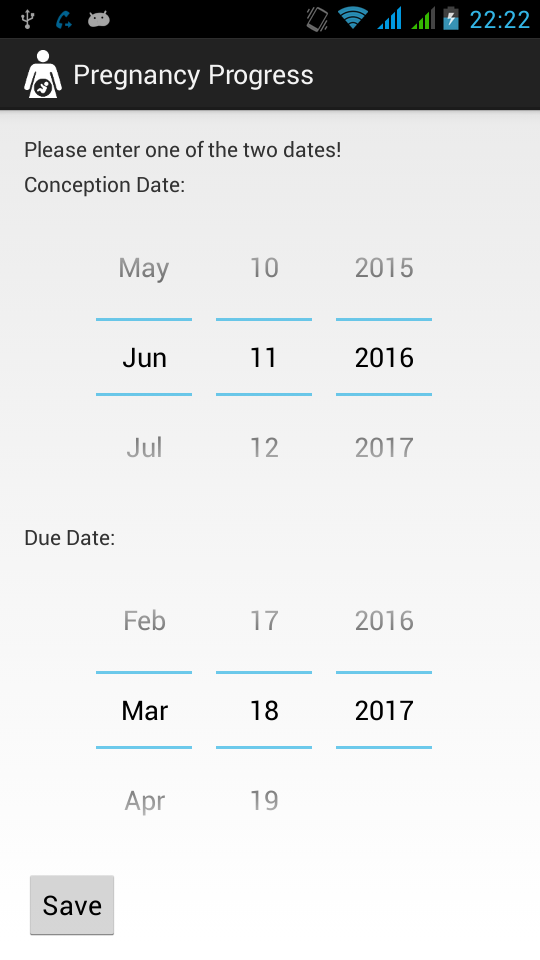 22:22
Pregnancy Progress
Please enter one of the two dates!
Conception Date:
May 10 2015
Jun 11 2016
Jul 12 2017
Due Date:
Feb 17 2016
Mar 18 2017
Apr 19
Save